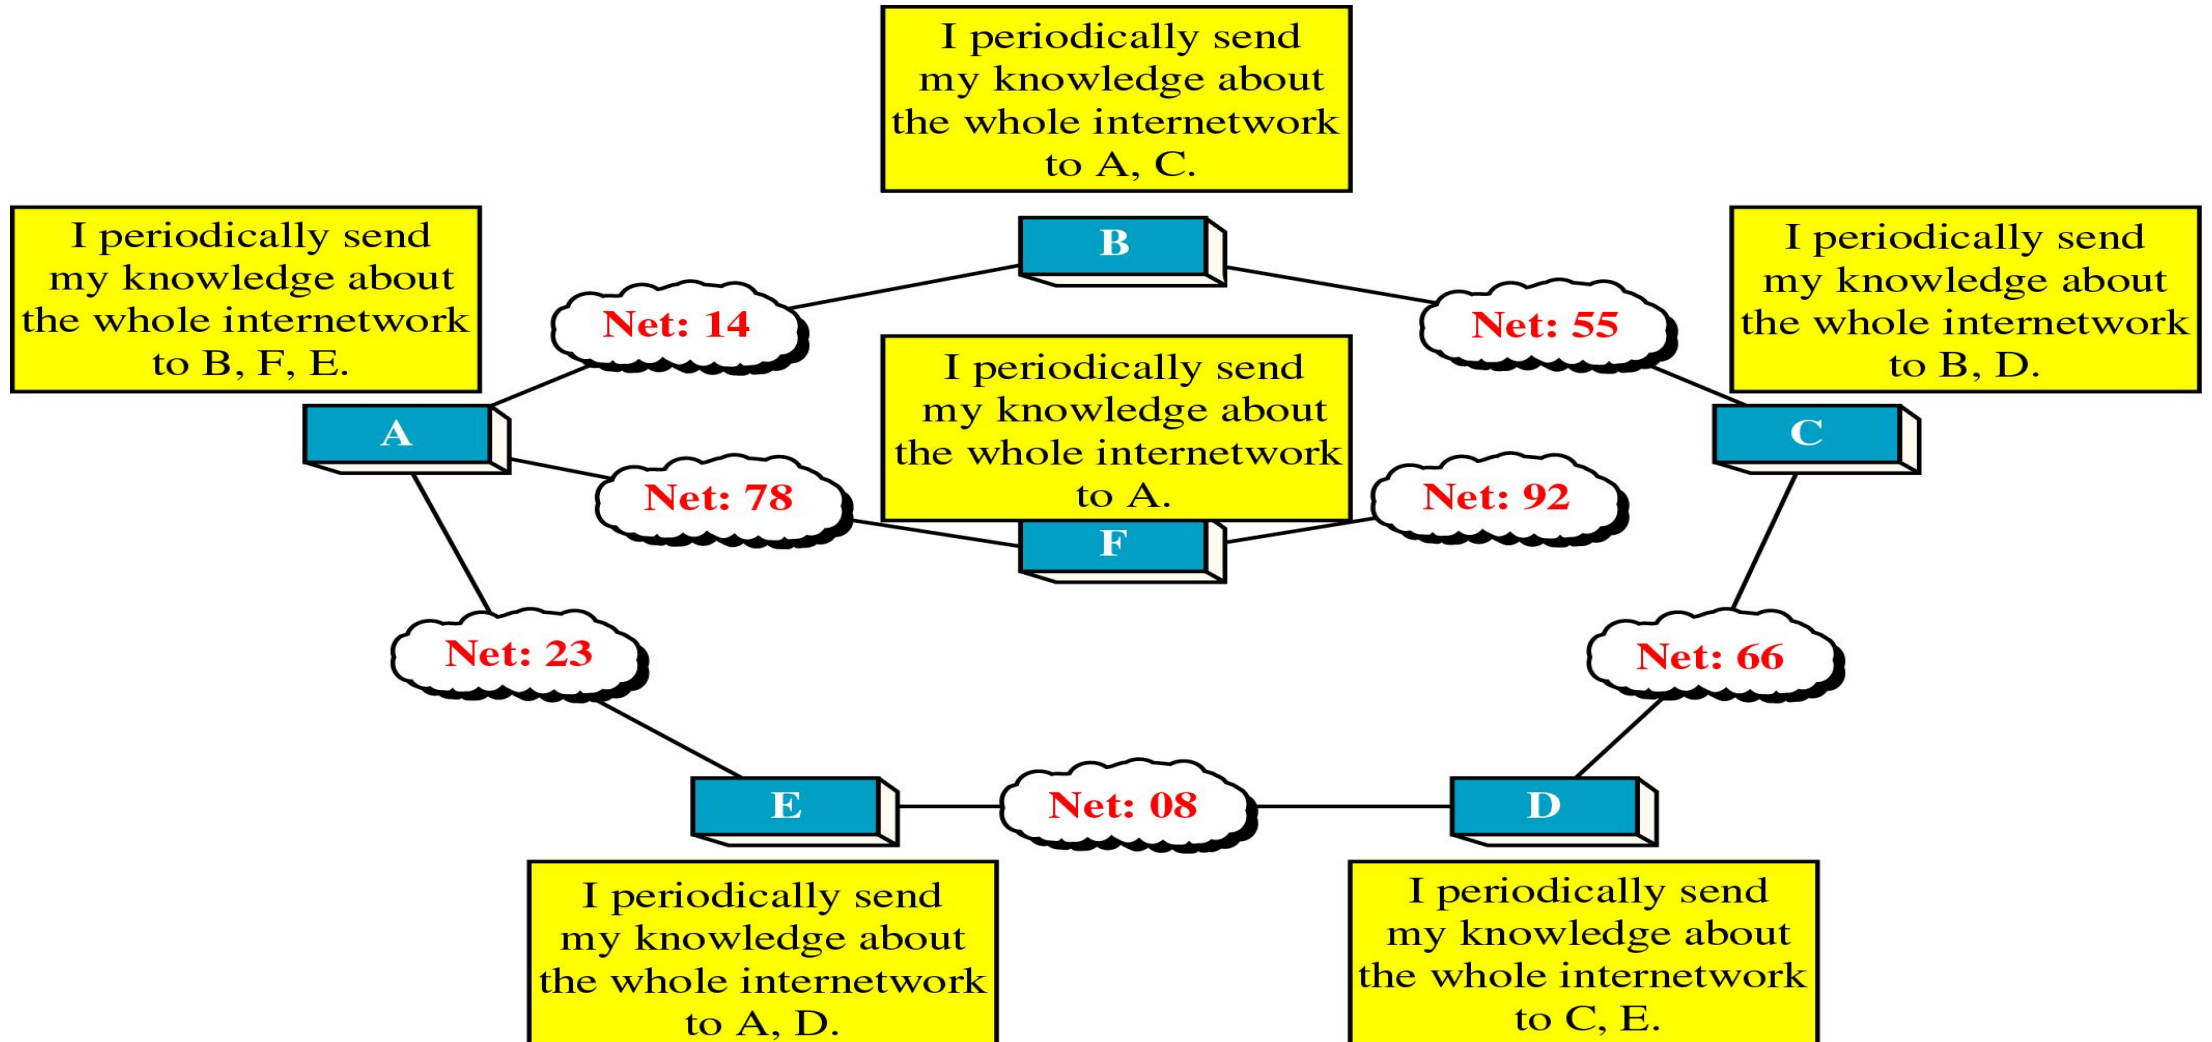 I periodically send
my knowledge about
the whole internetwork
to A, C.
B
I periodically send
my knowledge about
the whole internetwork
to B, F, E.
I periodically send
my knowledge about
the whole internetwork
to B, D.
Net: 14
Net: 55
I periodically send
my knowledge about
the whole internetwork
to A.
A
C
Net: 78
Net: 92
F
Net: 23
Net: 66
E
Net: 08
D
I periodically send
my knowledge about
the whole internetwork
to A, D.
I periodically send
my knowledge about
the whole internetwork
to C, E.